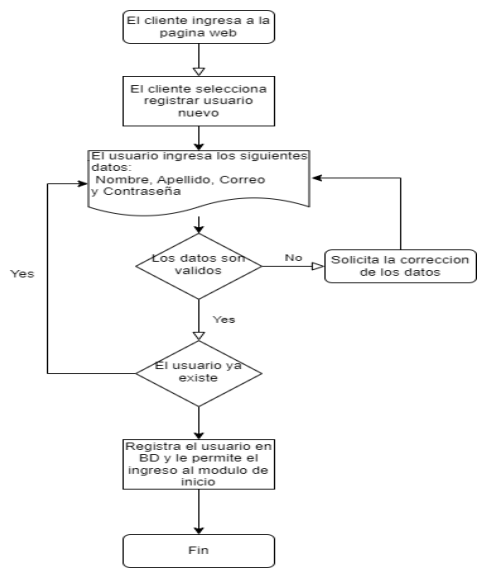 El cliente ingresa a la
pagina web
El cliente selecciona
registrar usuario
nuevo
El usuario ingresa los siguientes
datos:
Nombre, Apellido, Correo
y Contraseña
Los datos son
validos
No
Solicita la correccion
de los datos
Yes
Yes
El usuario ya
existe
Registra el usuario en
BD y le permite el
ingreso al modulo de
inicio
Fin